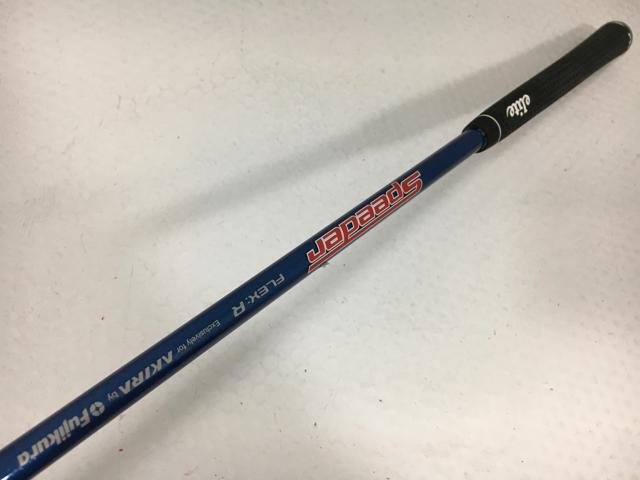 elite
Speeder
FLEX: R
Exclusively for AKIRA by Fujikura